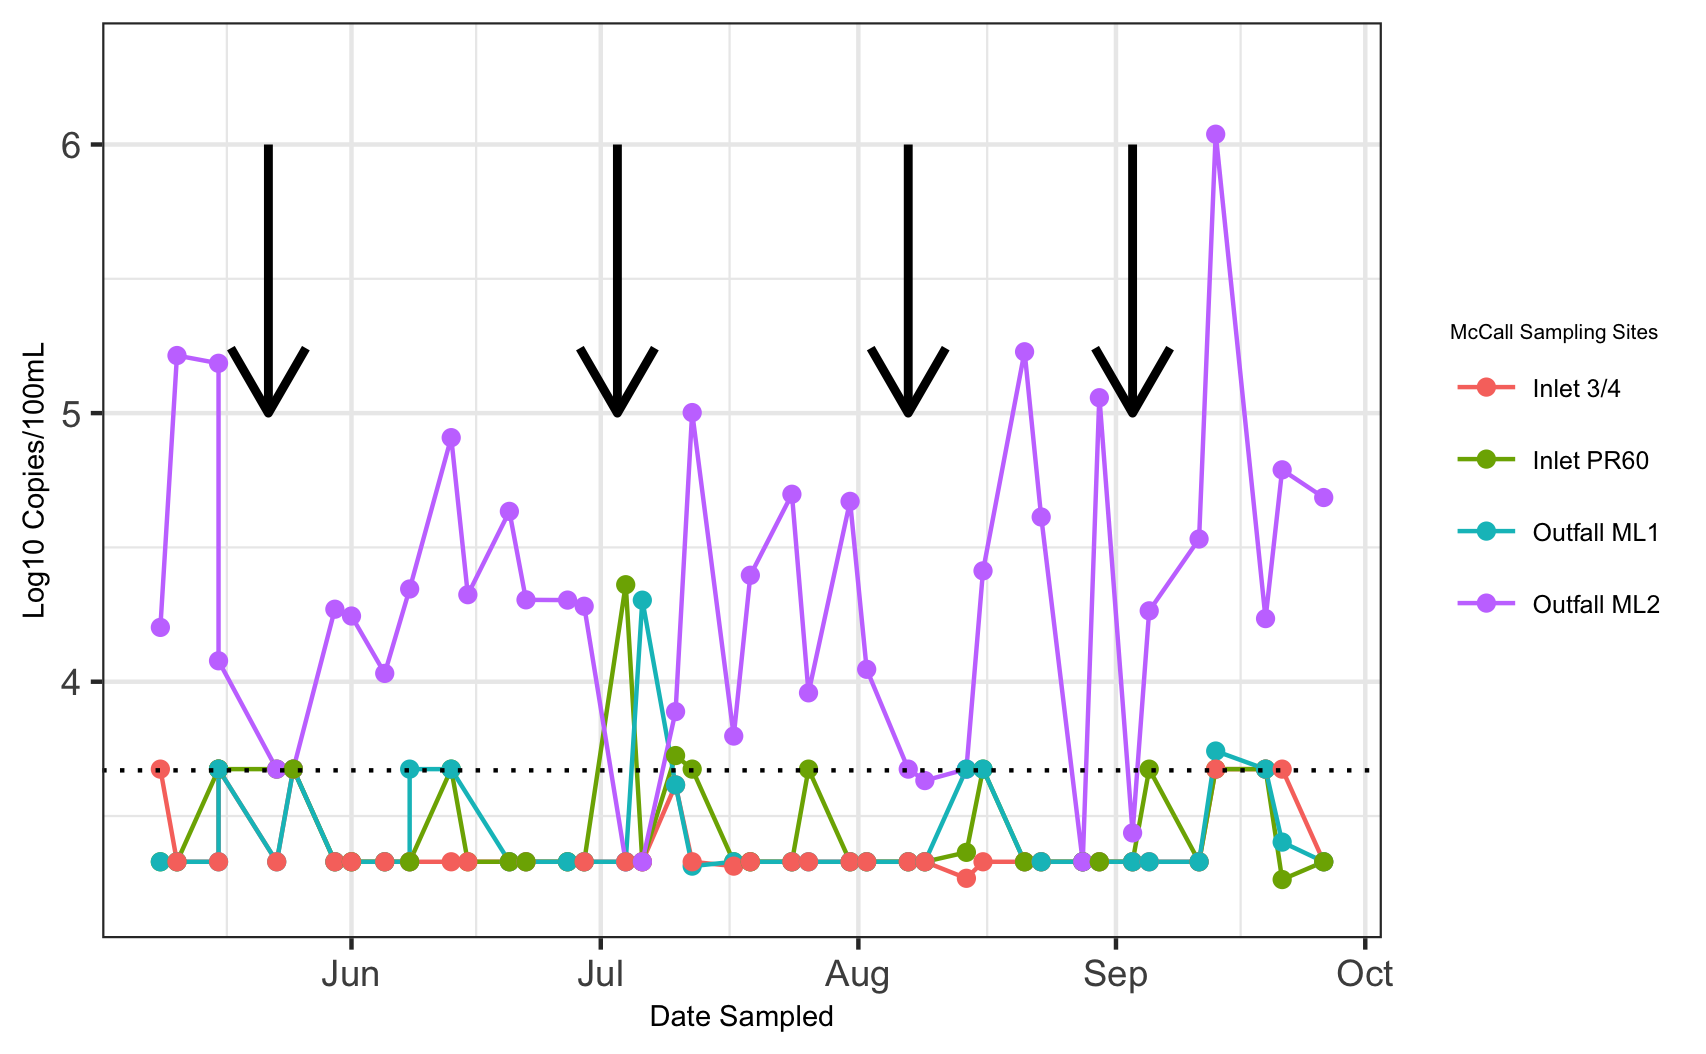 6
5
4
Log10 Copies/100mL
Jun
Jul
Aug
Sep
Oct
Date Sampled
McCall Sampling Sites
Inlet 3/4
Inlet PR60
Outfall ML1
Outfall ML2